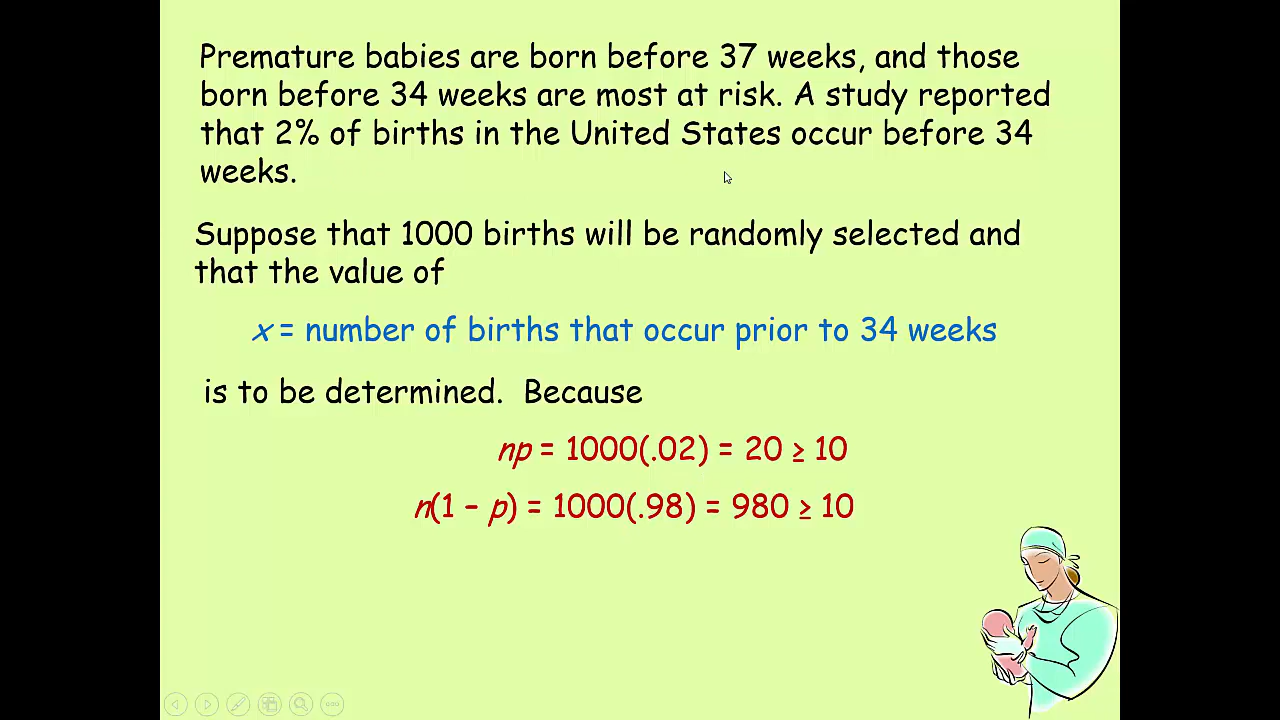 Premature babies are born before 37 weeks, and those
born before 34 weeks are most at risk. A study reported
that 2% of births in the United States occur before 34
weeks.
Suppose that 1000 births will be randomly selected and
that the value of
x = number of births that occur prior to 34 weeks
is to be determined. Because
np = 1000(.02) = 20 ≥ 10
n(1 – p) = 1000(.98) = 980 ≥ 10